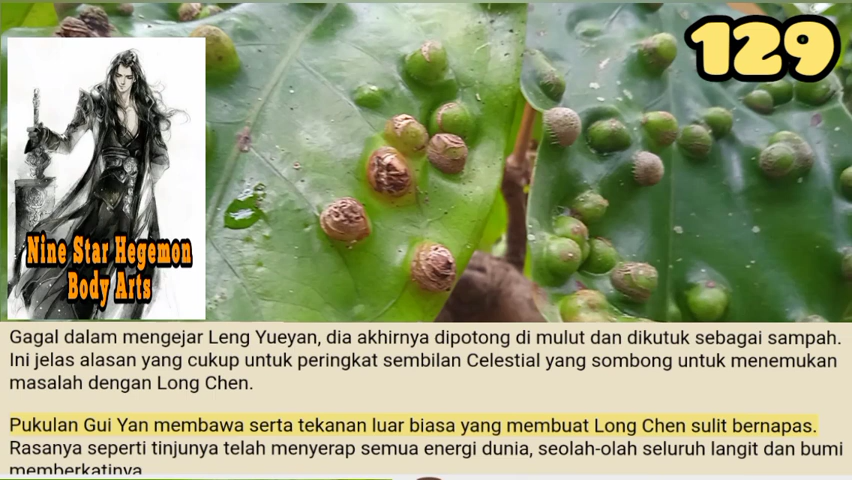 129
Nine Star Hegemon
Body Arts
Gagal dalam mengejar Leng Yueyan, dia akhirnya dipotong di mulut dan dikutuk sebagai sampah.
Ini jelas alasan yang cukup untuk peringkat sembilan Celestial yang sombong untuk menemukan
masalah dengan Long Chen.
Pukulan Gui Yan membawa serta tekanan luar biasa yang membuat Long Chen sulit bernapas.
Rasanya seperti tinjunya telah menyerap semua energi dunia, seolah-olah seluruh langit dan bumi
memberkatinya